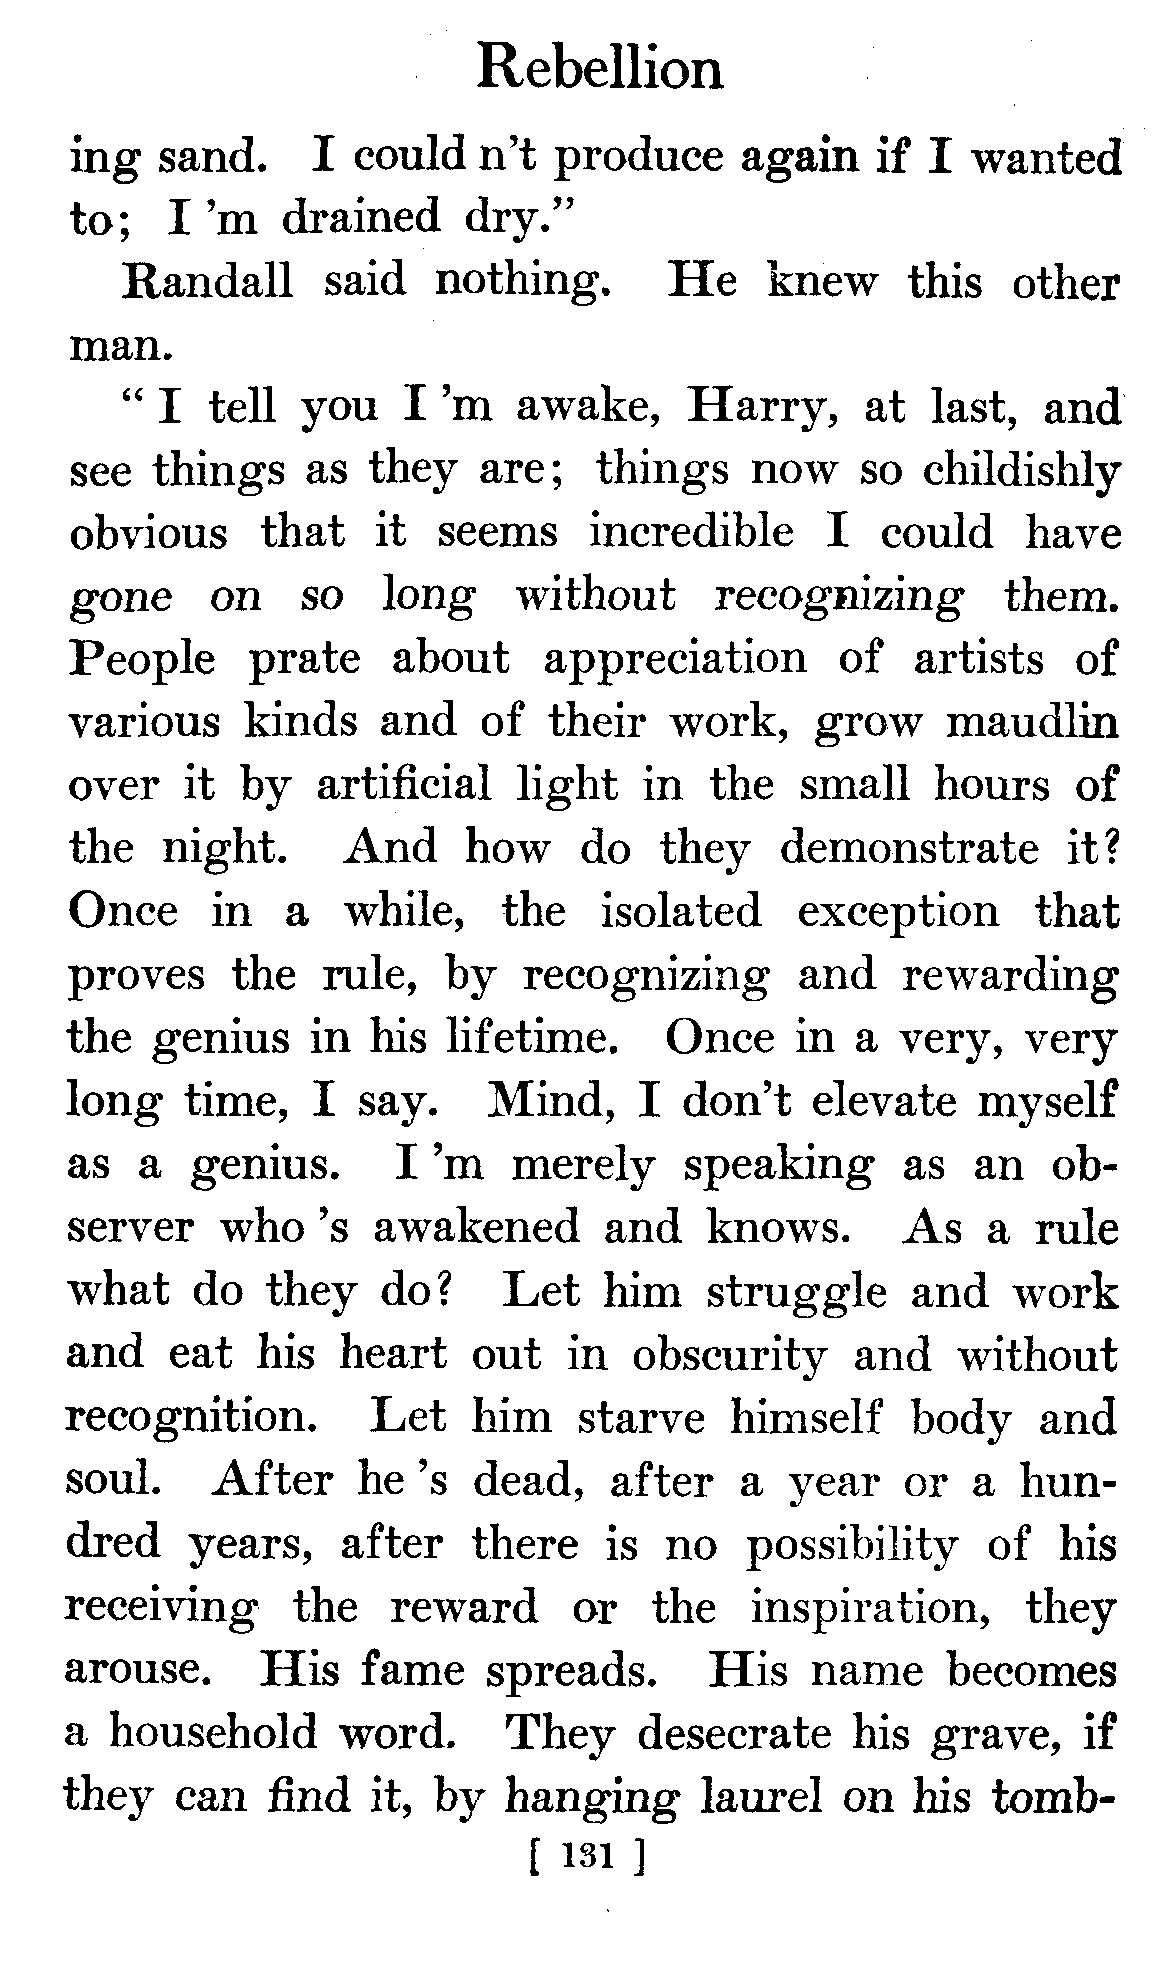 Rebellion
ing sand. I could n't produce again if I wanted
to; I 'm drained dry."
Randall said nothing. He knew this other
man.
" I tell you I 'm awake, Harry, at last, and
see things as they are; things now so childishly
obvious that it seems incredible I could have
gone on so long without recognizing them.
People prate about appreciation of artists of
various kinds and of their work, grow maudlin
over it by artificial light in the small hours of
the night. And how do they demonstrate it?
Once in a while, the isolated exception that
proves the rule, by recognizing and rewarding
the genius in his lifetime. Once in a very, very
long time, I say. Mind, I don't elevate myself
as a genius. I 'm merely speaking as an ob-
server who 's awakened and knows. As a rule
what do they do? Let him struggle and work
and eat his heart out in obscurity and without
recognition. Let him starve himself body and
soul. After he 's dead, after a year or a hun-
dred years, after there is no possibility of his
receiving the reward or the inspiration, they
arouse. His fame spreads. His name becomes
a household word. They desecrate his grave, if
they can find it, by hanging laurel on his tomb-
[ 131 ]